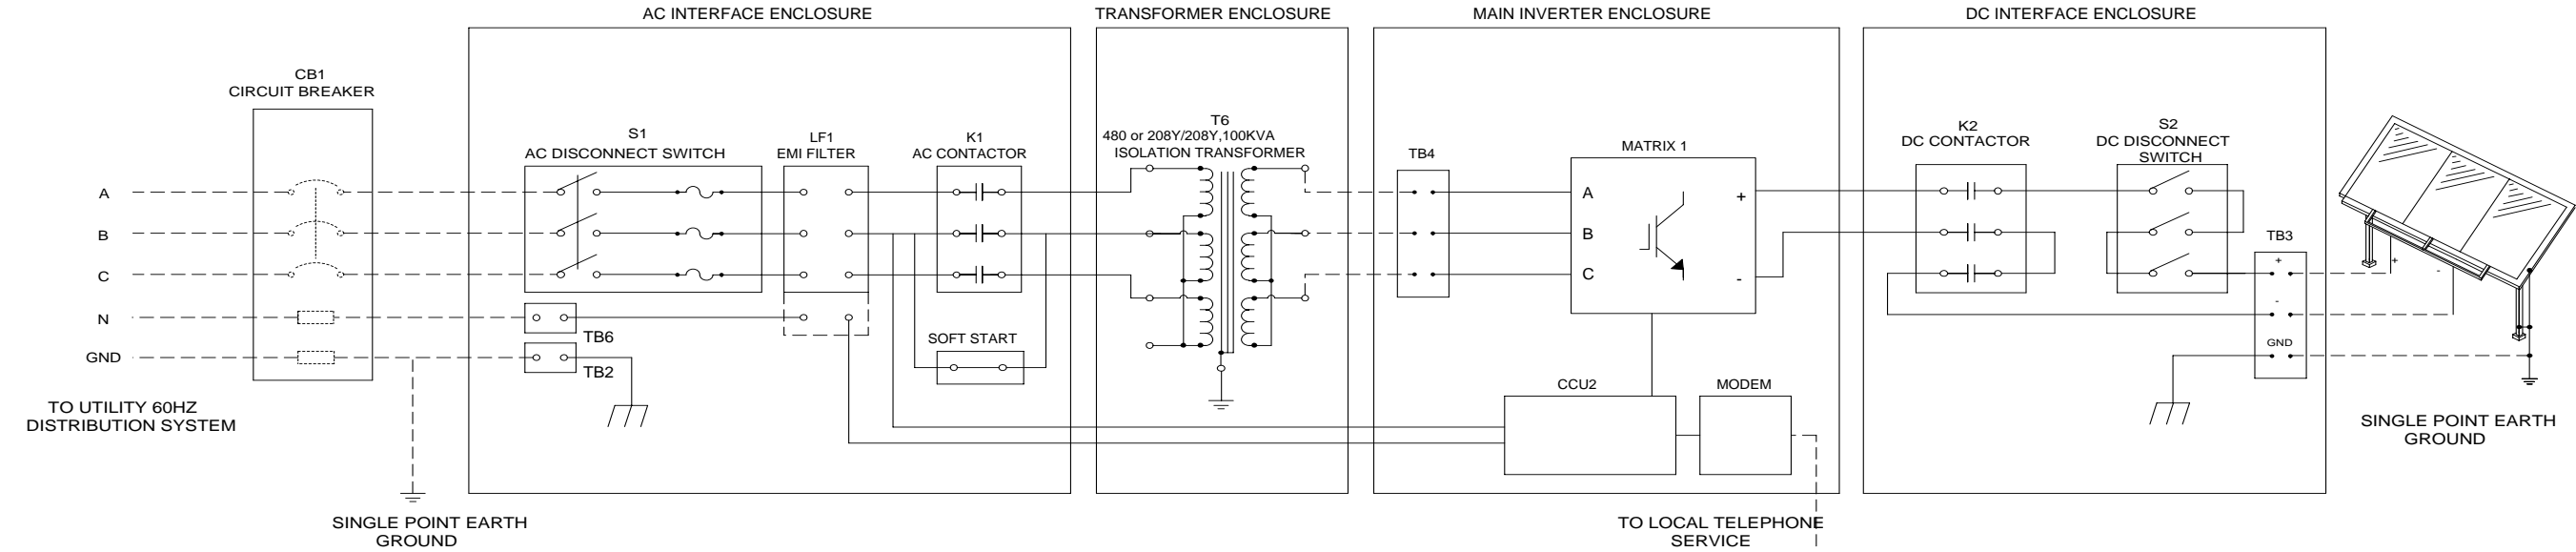 AC INTERFACE ENCLOSURE
TRANSFORMER ENCLOSURE
MAIN INVERTER ENCLOSURE
DC INTERFACE ENCLOSURE
CB1
CIRCUIT BREAKER
S1
AC DISCONNECT SWITCH
LF1
EMI FILTER
K1
AC CONTACTOR
T6
480 or 208Y/208Y,100KVA
ISOLATION TRANSFORMER
TB4
MATRIX 1
K2
DC CONTACTOR
S2
DC DISCONNECT
SWITCH
A
B
C
N
GND
TB6
TB2
SOFT START
A
B
C
+
-
TB3
+
-
GND
+
-
CCU2
MODEM
TO UTILITY 60HZ
DISTRIBUTION SYSTEM
SINGLE POINT EARTH
GROUND
SINGLE POINT EARTH
GROUND
TO LOCAL TELEPHONE
SERVICE